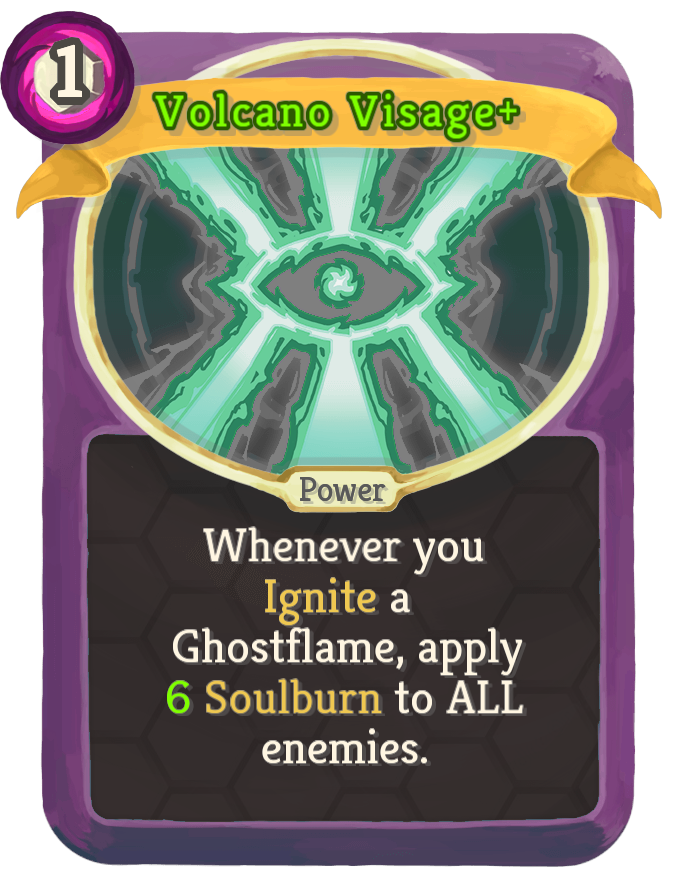 1
Volcano Visage+
Power
Whenever you
Ignite a
Ghostflame, apply
6 Soulburn to ALL
enemies.